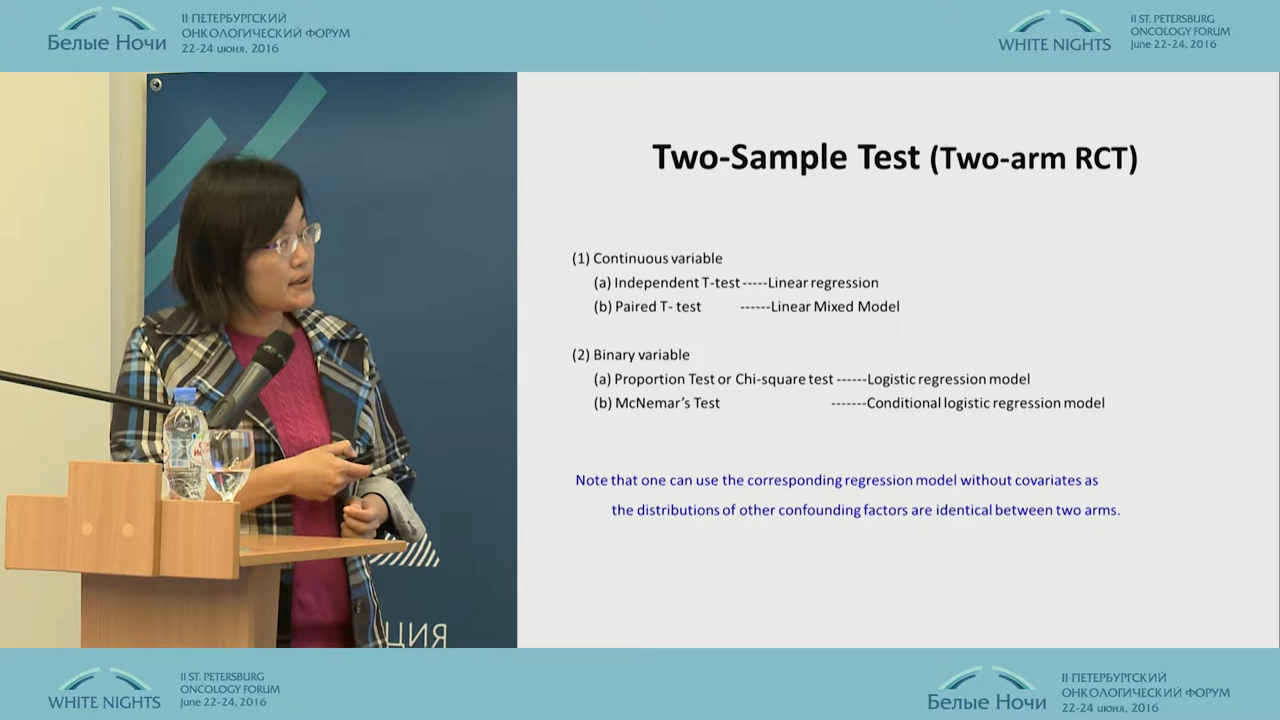 Белые Ночи
II ПЕТЕРБУРГСКИЙ
ОНКОЛОГИЧЕСКИЙ ФОРУМ
22-24 июня, 2016
WHITE NIGHTS
II ST. PETERSBURG
ONCOLOGY FORUM
June 22-24, 2016
Two-Sample Test (Two-arm RCT)
(1) Continuous variable
(a) Independent T-test -----Linear regression
(b) Paired T- test ------Linear Mixed Model
(2) Binary variable
(a) Proportion Test or Chi-square test ------Logistic regression model
(b) McNemar's Test -------Conditional logistic regression model
Note that one can use the corresponding regression model without covariates as
the distributions of other confounding factors are identical between two arms.
ЦИЯ
WHITE NIGHTS
II ST. PETERSBURG
ONCOLOGY FORUM
June 22-24, 2016
Белые Ночи
II ПЕТЕРБУРГСКИЙ
ОНКОЛОГИЧЕСКИЙ ФОРУМ
22-24 июня, 2016